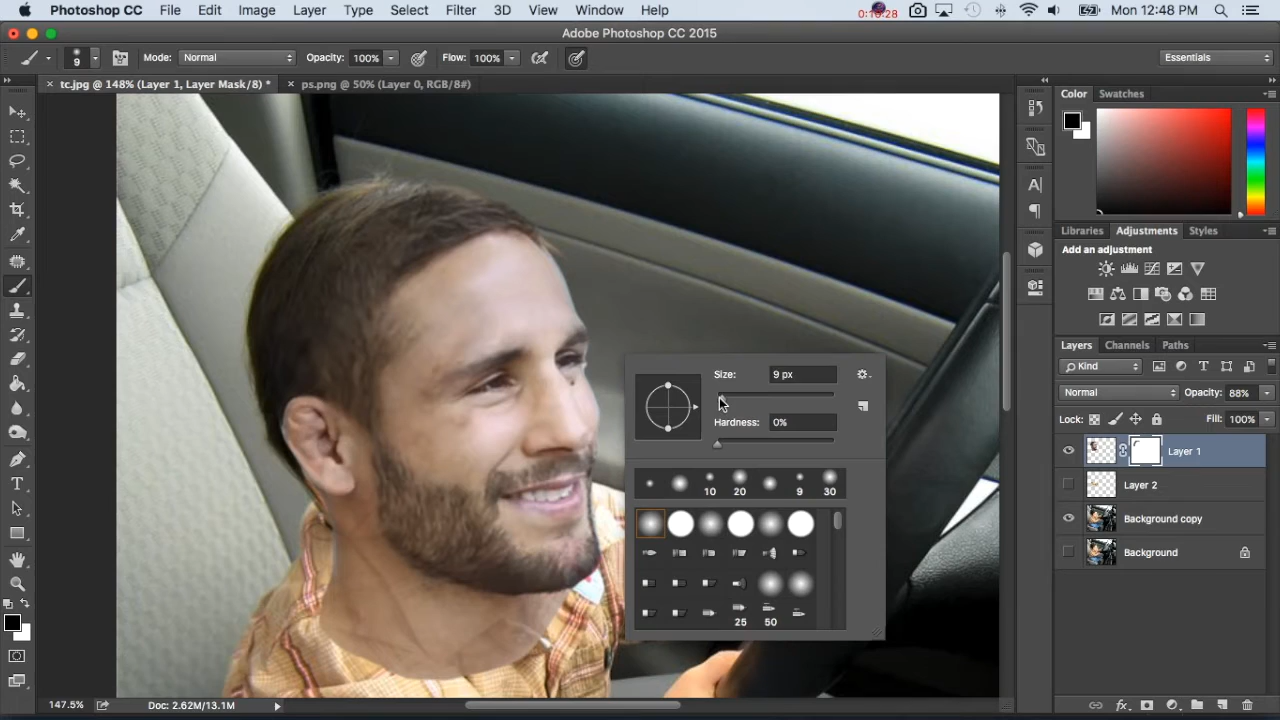 Photoshop CC File Edit Image Layer Type Select Filter 3D View Window Help Mon 12:48 PM
Adobe Photoshop CC 2015
9 Mode: Normal Opacity: 100% Flow: 100% Essentials
tc.jpg @ 148% (Layer 1, Layer Mask/8) * ps.png @ 50% (Layer 0, RGB/8#)
Color Swatches
Libraries Adjustments Styles
Add an adjustment
Layers Channels Paths
Kind
Normal Opacity: 88%
Lock: Fill: 100%
Layer 1
Layer 2
Background copy
Background
Size: 9 px
Hardness: 0%
10 20 9 30
25 50
147.5% Doc: 2.62M/13.1M